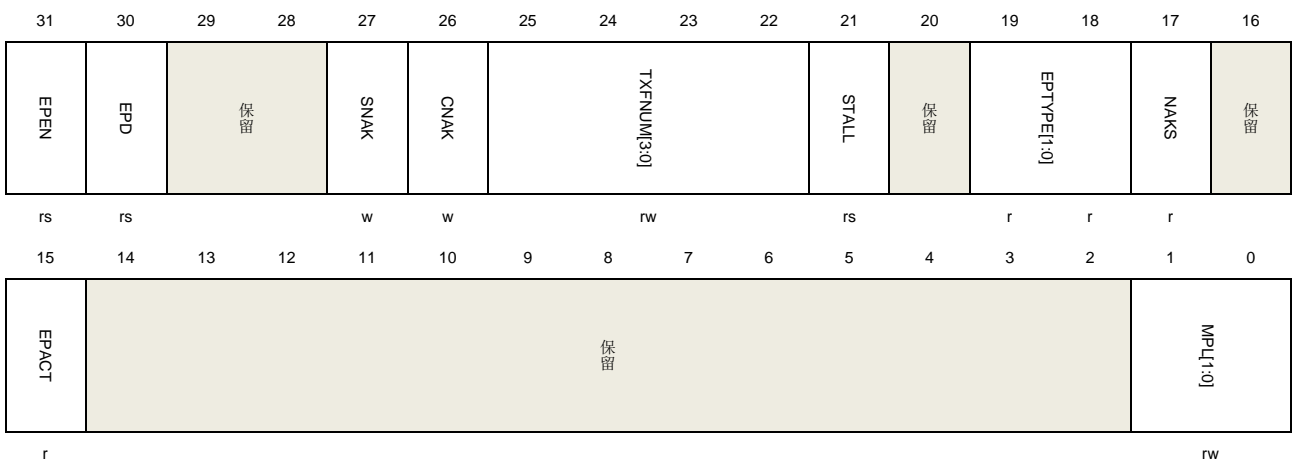 31 30 29 28 27 26 25 24 23 22 21 20 19 18 17 16
EPEN EPD 保留 SNAK CNAK TXFNUM[3:0] STALL 保留 EPTYPE[1:0] NAKS 保留
rs rs w w rw rs r r r
15 14 13 12 11 10 9 8 7 6 5 4 3 2 1 0
EPACT 保留 MPL[1:0]
r rw